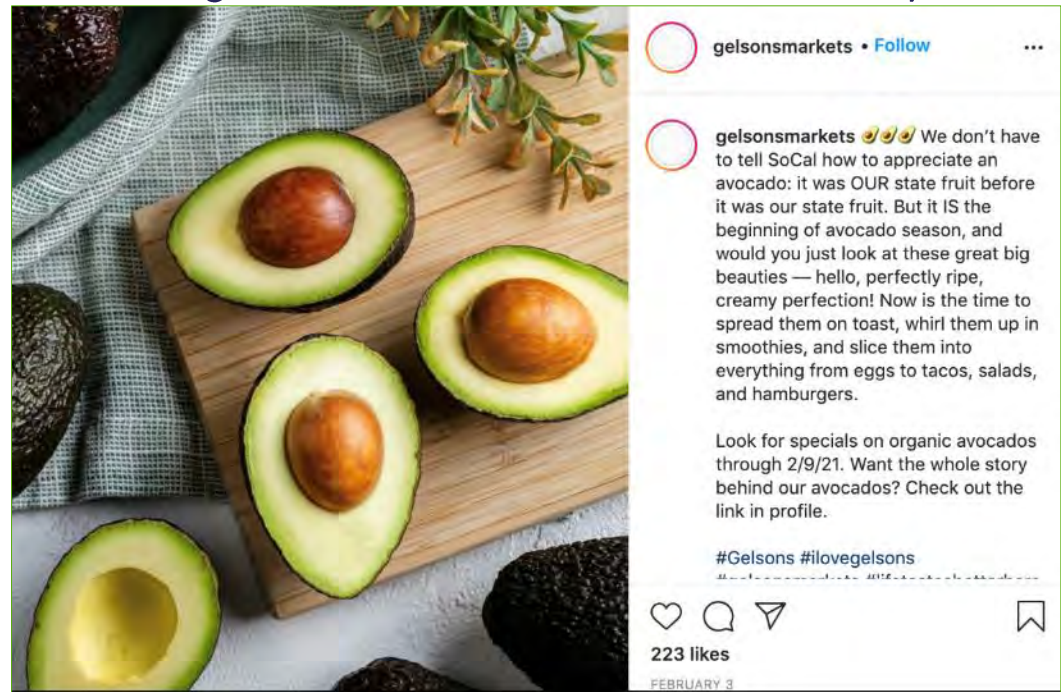 gelsonsmarkets • Follow
...
gelsonsmarkets 🥑🥑🥑 We don't have
to tell SoCal how to appreciate an
avocado: it was OUR state fruit before
it was our state fruit. But it IS the
beginning of avocado season, and
would you just look at these great big
beauties — hello, perfectly ripe,
creamy perfection! Now is the time to
spread them on toast, whirl them up in
smoothies, and slice them into
everything from eggs to tacos, salads,
and hamburgers.
Look for specials on organic avocados
through 2/9/21. Want the whole story
behind our avocados? Check out the
link in profile.
#Gelsons #ilovegelsons
223 likes
FEBRUARY 3